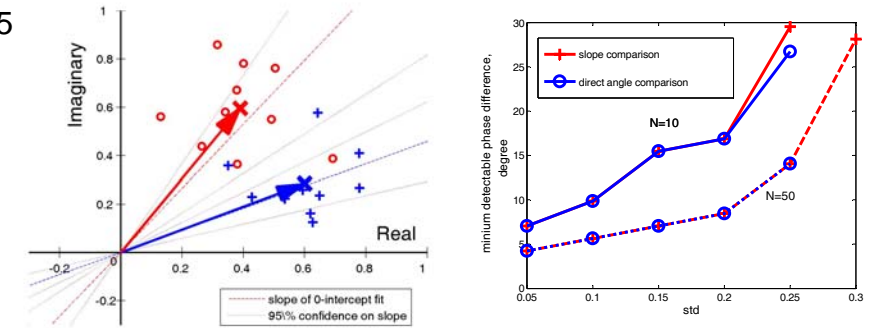 5
Imaginary
1
0.8
0.6
0.4
0.2
0
-0.2
-0.2
0.2
0.4
0.6
0.8
1
Real
slope of 0-intercept fit
95\% confidence on slope
minium detectable phase difference,
degree
30
25
20
15
10
5
0
slope comparison
direct angle comparison
N=10
N=50
0.05
0.1
0.15
0.2
0.25
0.3
std